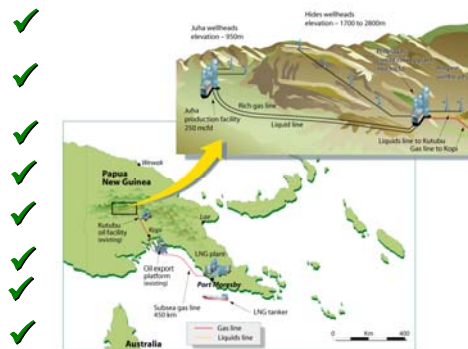 Juha wellheads
elevation – 950m
Hides wellheads
elevation – 1700 to 2800m
Rich gas line
Liquid line
Juha
production facility
250 mcfd
Liquids line to Kutubu
Gas line to Kopi
Wewak
Papua
New Guinea
Lae
Kutubu
oil facility
(existing)
Kopi
LNG plant
Oil export
platform
(existing)
Port Moresby
Subsea gas line
450 km
LNG tanker
Gas line
Liquids line
Australia
0 Km 400